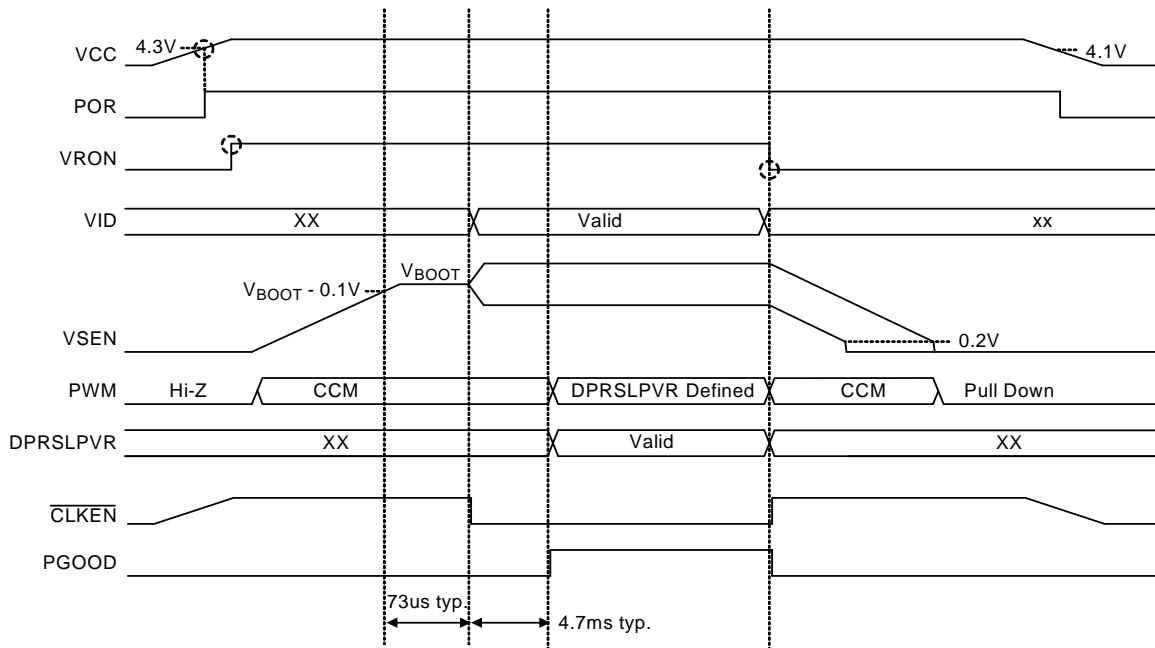 VCC 4.3V 4.1V
POR
VRON
VID XX Valid xx
VBOOT
VBOOT - 0.1V
VSEN 0.2V
PWM Hi-Z CCM DPRSLPVR Defined CCM Pull Down
DPRSLPVR XX Valid XX
CLKEN
PGOOD
73us typ.
4.7ms typ.